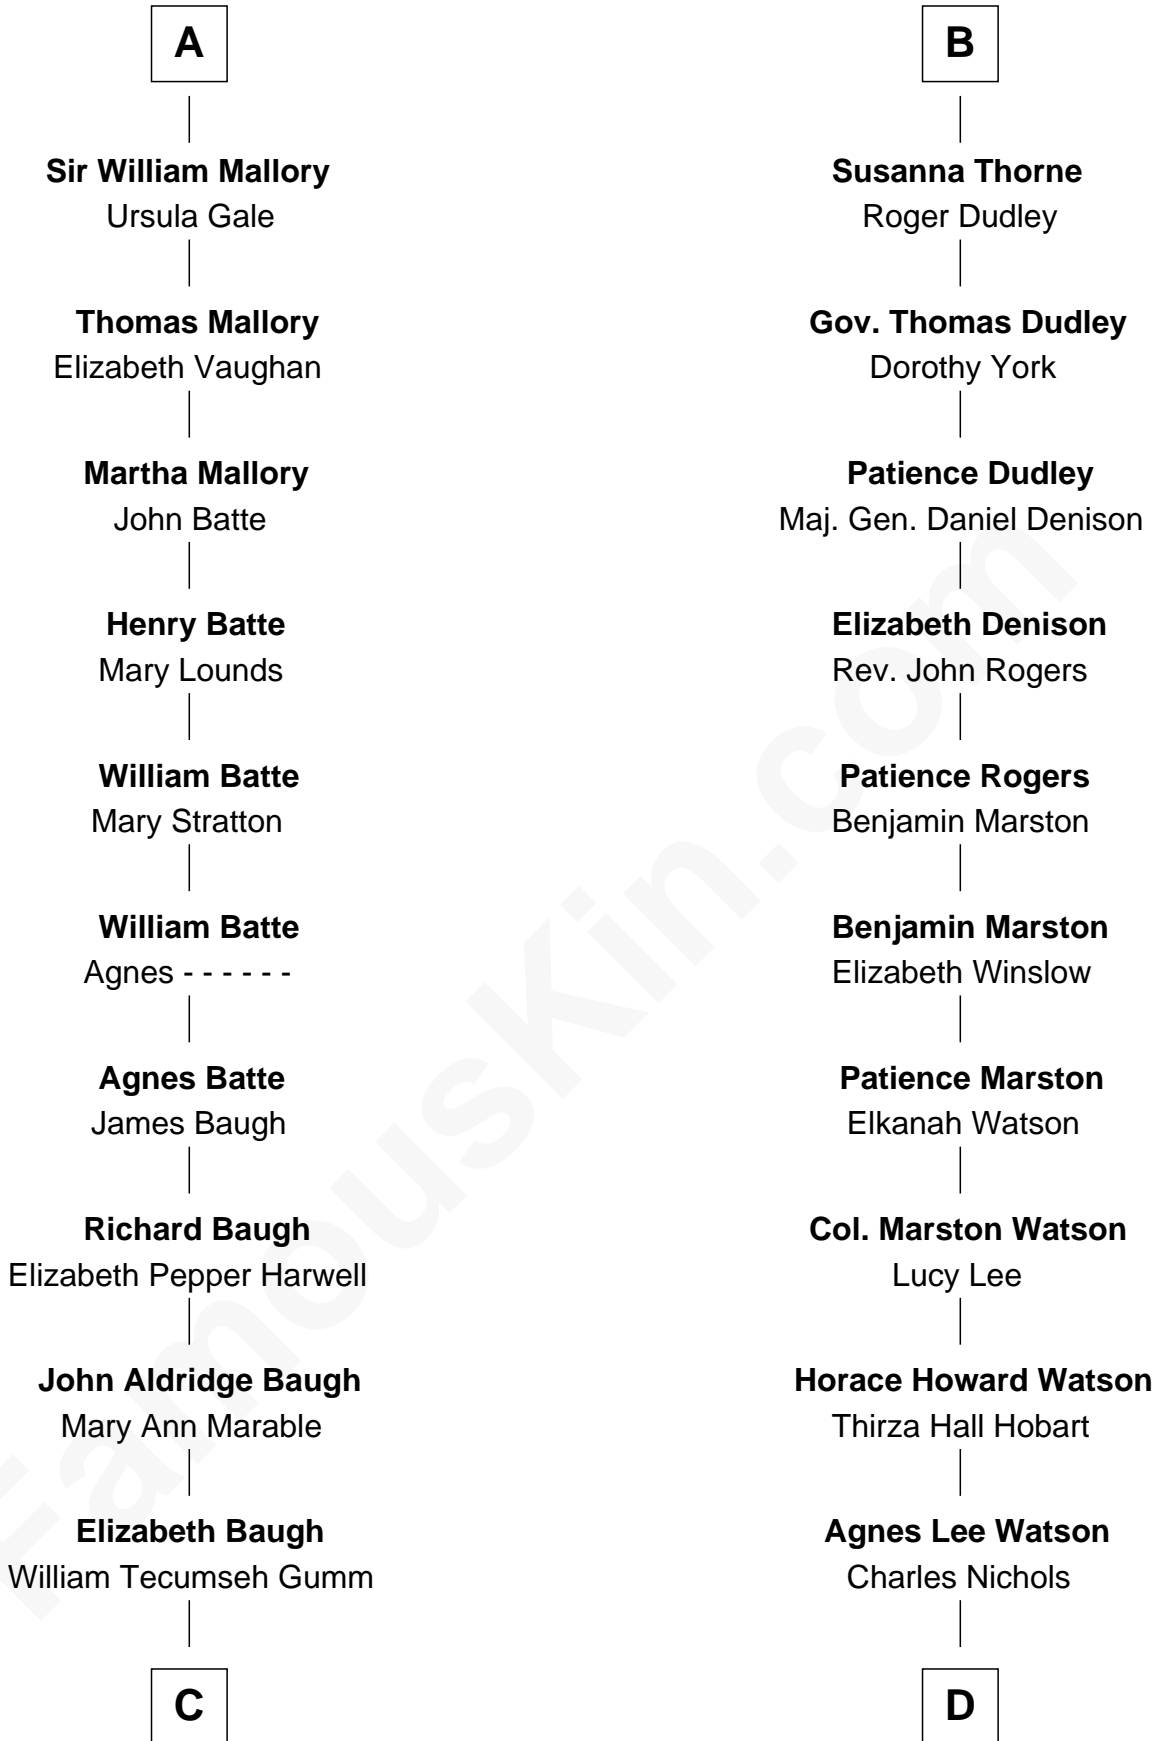 A
Sir William Mallory
Ursula Gale
Thomas Mallory
Elizabeth Vaughan
Martha Mallory
John Batte
Henry Batte
Mary Lounds
William Batte
Mary Stratton
William Batte
Agnes - - - - - -
Agnes Batte
James Baugh
Richard Baugh
Elizabeth Pepper Harwell
John Aldridge Baugh
Mary Ann Marable
Elizabeth Baugh
William Tecumseh Gumm
C
B
Susanna Thorne
Roger Dudley
Gov. Thomas Dudley
Dorothy York
Patience Dudley
Maj. Gen. Daniel Denison
Elizabeth Denison
Rev. John Rogers
Patience Rogers
Benjamin Marston
Benjamin Marston
Elizabeth Winslow
Patience Marston
Elkanah Watson
Col. Marston Watson
Lucy Lee
Horace Howard Watson
Thirza Hall Hobart
Agnes Lee Watson
Charles Nichols
D
FamousKin.com